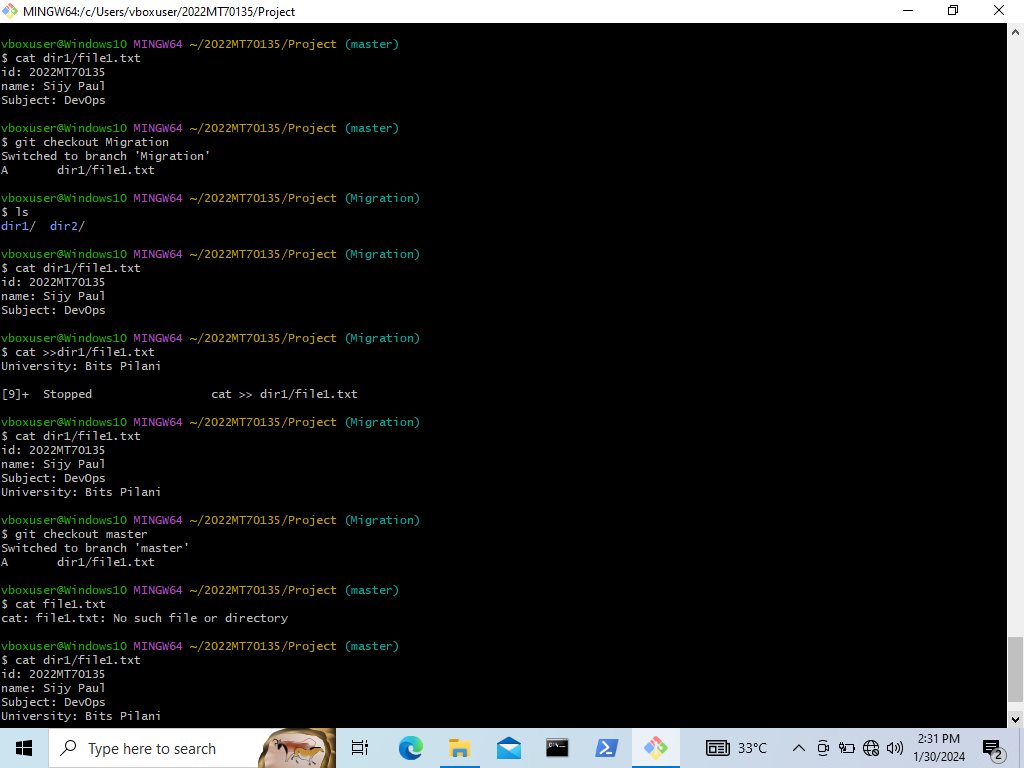 MINGW64:/c/Users/vboxuser/2022MT70135/Project
vboxuser@Windows10 MINGW64 ~/2022MT70135/Project (master)
$ cat dir1/file1.txt
id: 2022MT70135
name: Sijy Paul
Subject: DevOps
vboxuser@Windows10 MINGW64 ~/2022MT70135/Project (master)
$ git checkout Migration
Switched to branch 'Migration'
A       dir1/file1.txt
vboxuser@Windows10 MINGW64 ~/2022MT70135/Project (Migration)
$ ls
dir1/  dir2/
vboxuser@Windows10 MINGW64 ~/2022MT70135/Project (Migration)
$ cat dir1/file1.txt
id: 2022MT70135
name: Sijy Paul
Subject: DevOps
vboxuser@Windows10 MINGW64 ~/2022MT70135/Project (Migration)
$ cat >>dir1/file1.txt
University: Bits Pilani
[9]+  Stopped                 cat >> dir1/file1.txt
vboxuser@Windows10 MINGW64 ~/2022MT70135/Project (Migration)
$ cat dir1/file1.txt
id: 2022MT70135
name: Sijy Paul
Subject: DevOps
University: Bits Pilani
vboxuser@Windows10 MINGW64 ~/2022MT70135/Project (Migration)
$ git checkout master
Switched to branch 'master'
A       dir1/file1.txt
vboxuser@Windows10 MINGW64 ~/2022MT70135/Project (master)
$ cat file1.txt
cat: file1.txt: No such file or directory
vboxuser@Windows10 MINGW64 ~/2022MT70135/Project (master)
$ cat dir1/file1.txt
id: 2022MT70135
name: Sijy Paul
Subject: DevOps
University: Bits Pilani
Type here to search
33°C
2:31 PM
1/30/2024
2